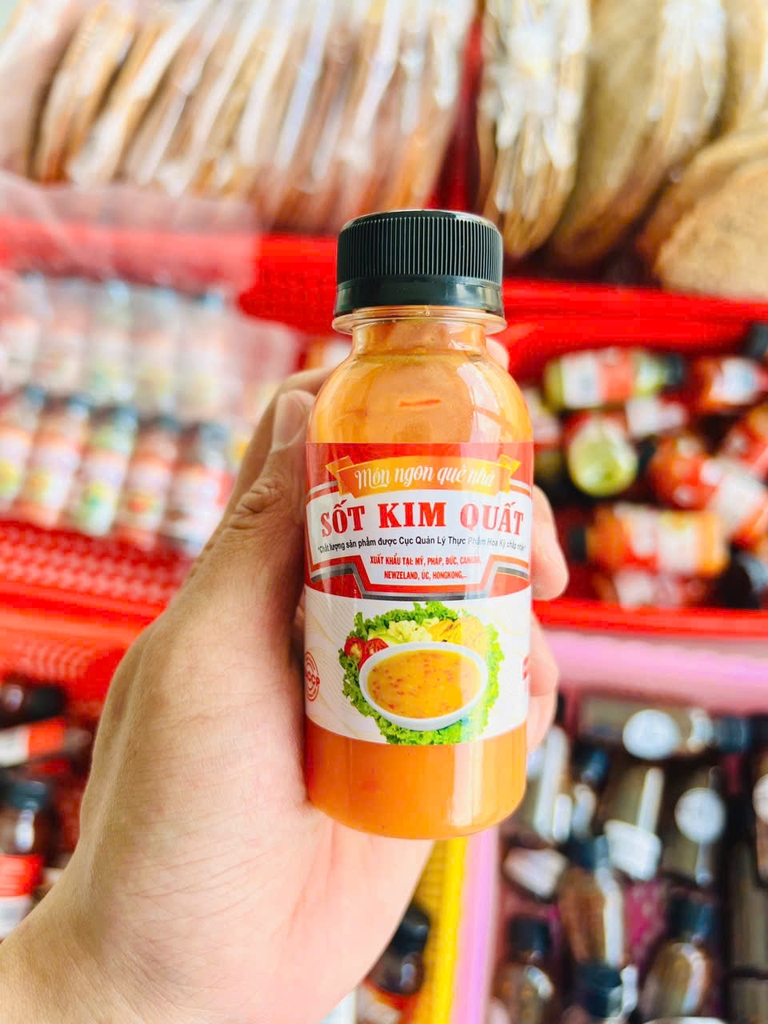 Món ngon quê nhà
SỐT KIM QUẤT
"Chất lượng sản phẩm được Cục Quản Lý Thực Phẩm Hoa Kỳ chấp nhận"
XUẤT KHẨU TẠI: MỸ, PHÁP, ĐỨC, CANADA,
NEWZELAND, ÚC, HONGKONG,...